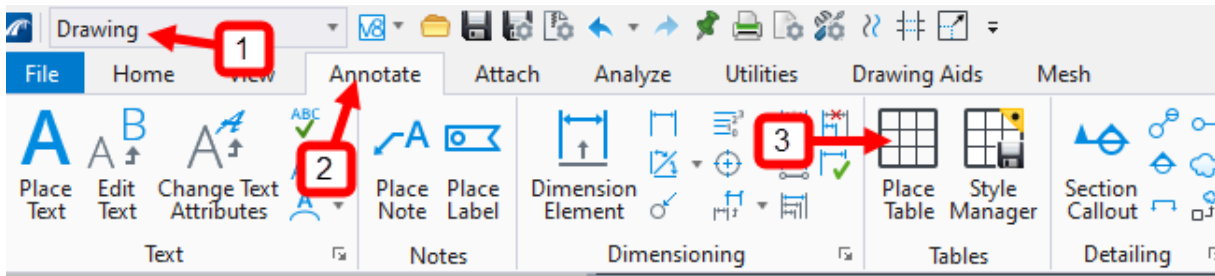 Drawing
1
V8
File Home View Annotate Attach Analyze Utilities Drawing Aids Mesh
2
3
A
B
A
A
ABC
A
A
Place Text
Edit Text
Change Text Attributes
Place Note
Place Label
Dimension Element
Place Table
Style Manager
Section Callout
Text
Notes
Dimensioning
Tables
Detailing